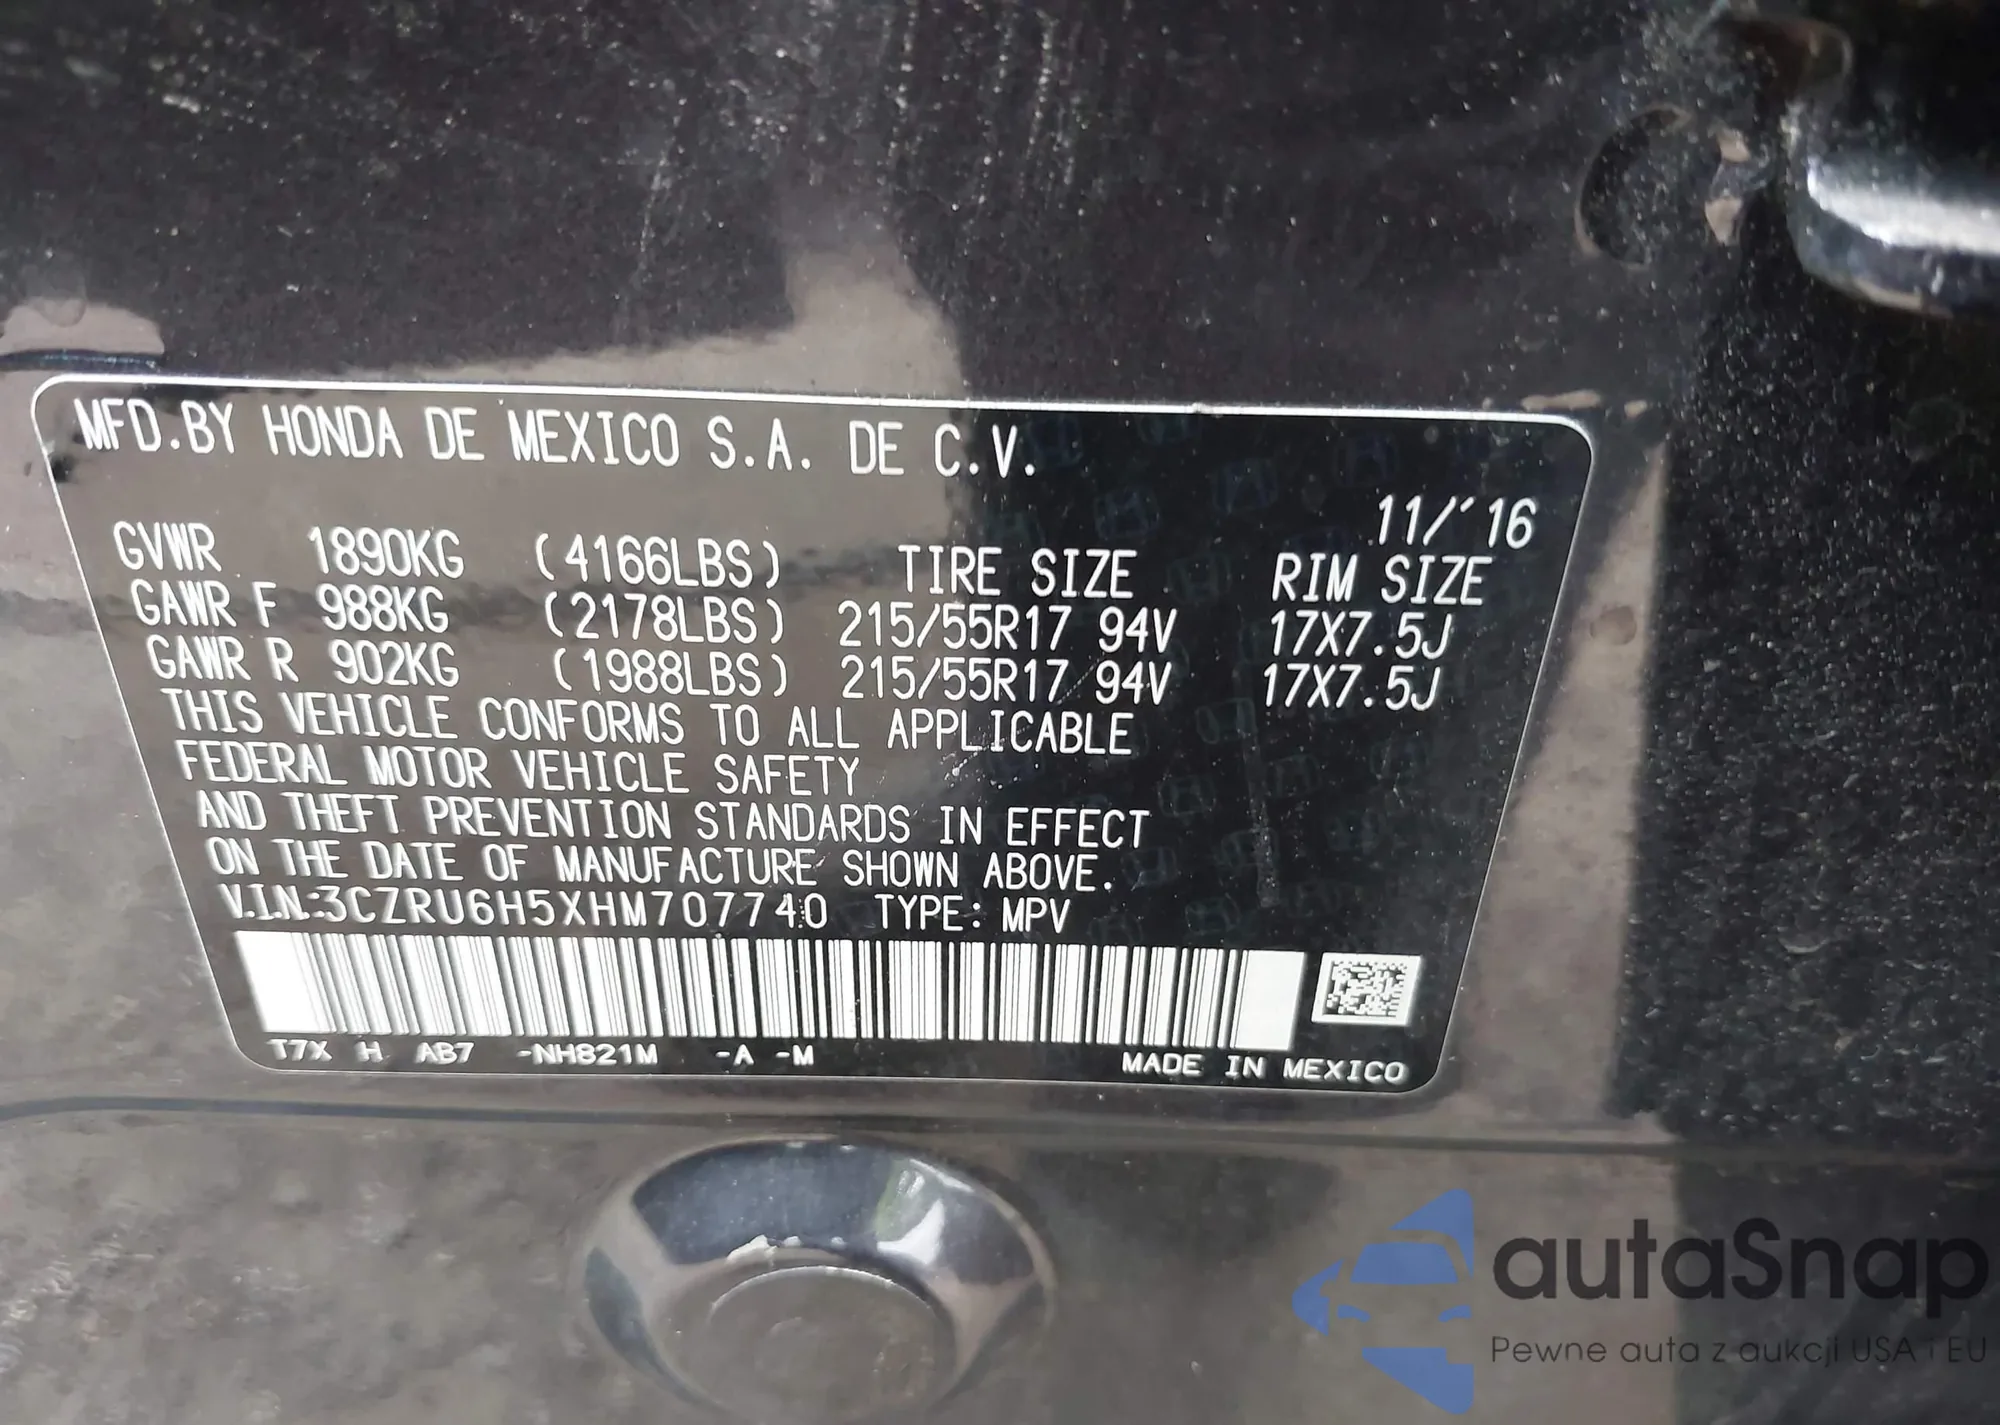 MFD.BY HONDA DE MEXICO S.A. DE C.V.
11/'16
GVWR 1890KG (4166LBS) TIRE SIZE RIM SIZE
GAWR F 988KG (2178LBS) 215/55R17 94V 17X7.5J
GAWR R 902KG (1988LBS) 215/55R17 94V 17X7.5J
THIS VEHICLE CONFORMS TO ALL APPLICABLE
FEDERAL MOTOR VEHICLE SAFETY
AND THEFT PREVENTION STANDARDS IN EFFECT
ON THE DATE OF MANUFACTURE SHOWN ABOVE.
V.I.N.:3CZRU6H5XHM707740 TYPE: MPV
T7X H AB7 -NH821M -A -M MADE IN MEXICO
autaSnap
Pewne auta z aukcji USA i EU